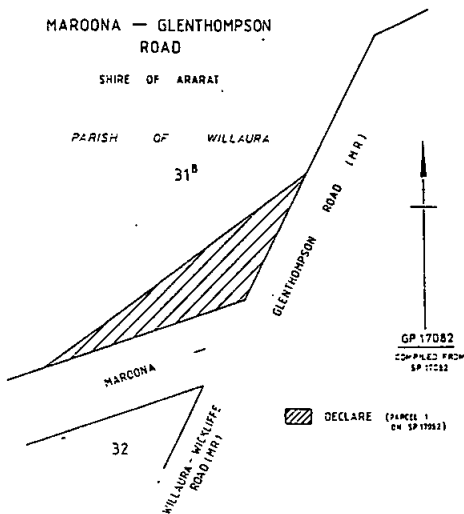 MAROONA — GLENTHOMPSON
ROAD
SHIRE OF ARARAT
PARISH OF WILLAURA
31ᴮ
GLENTHOMPSON ROAD (MR)
MAROONA —
32
WILLAURA-WICKLIFFE
ROAD (MR)
GP 17082
COMPILED FROM
SP 17082
DECLARE (PARCEL 1
ON SP 17082)